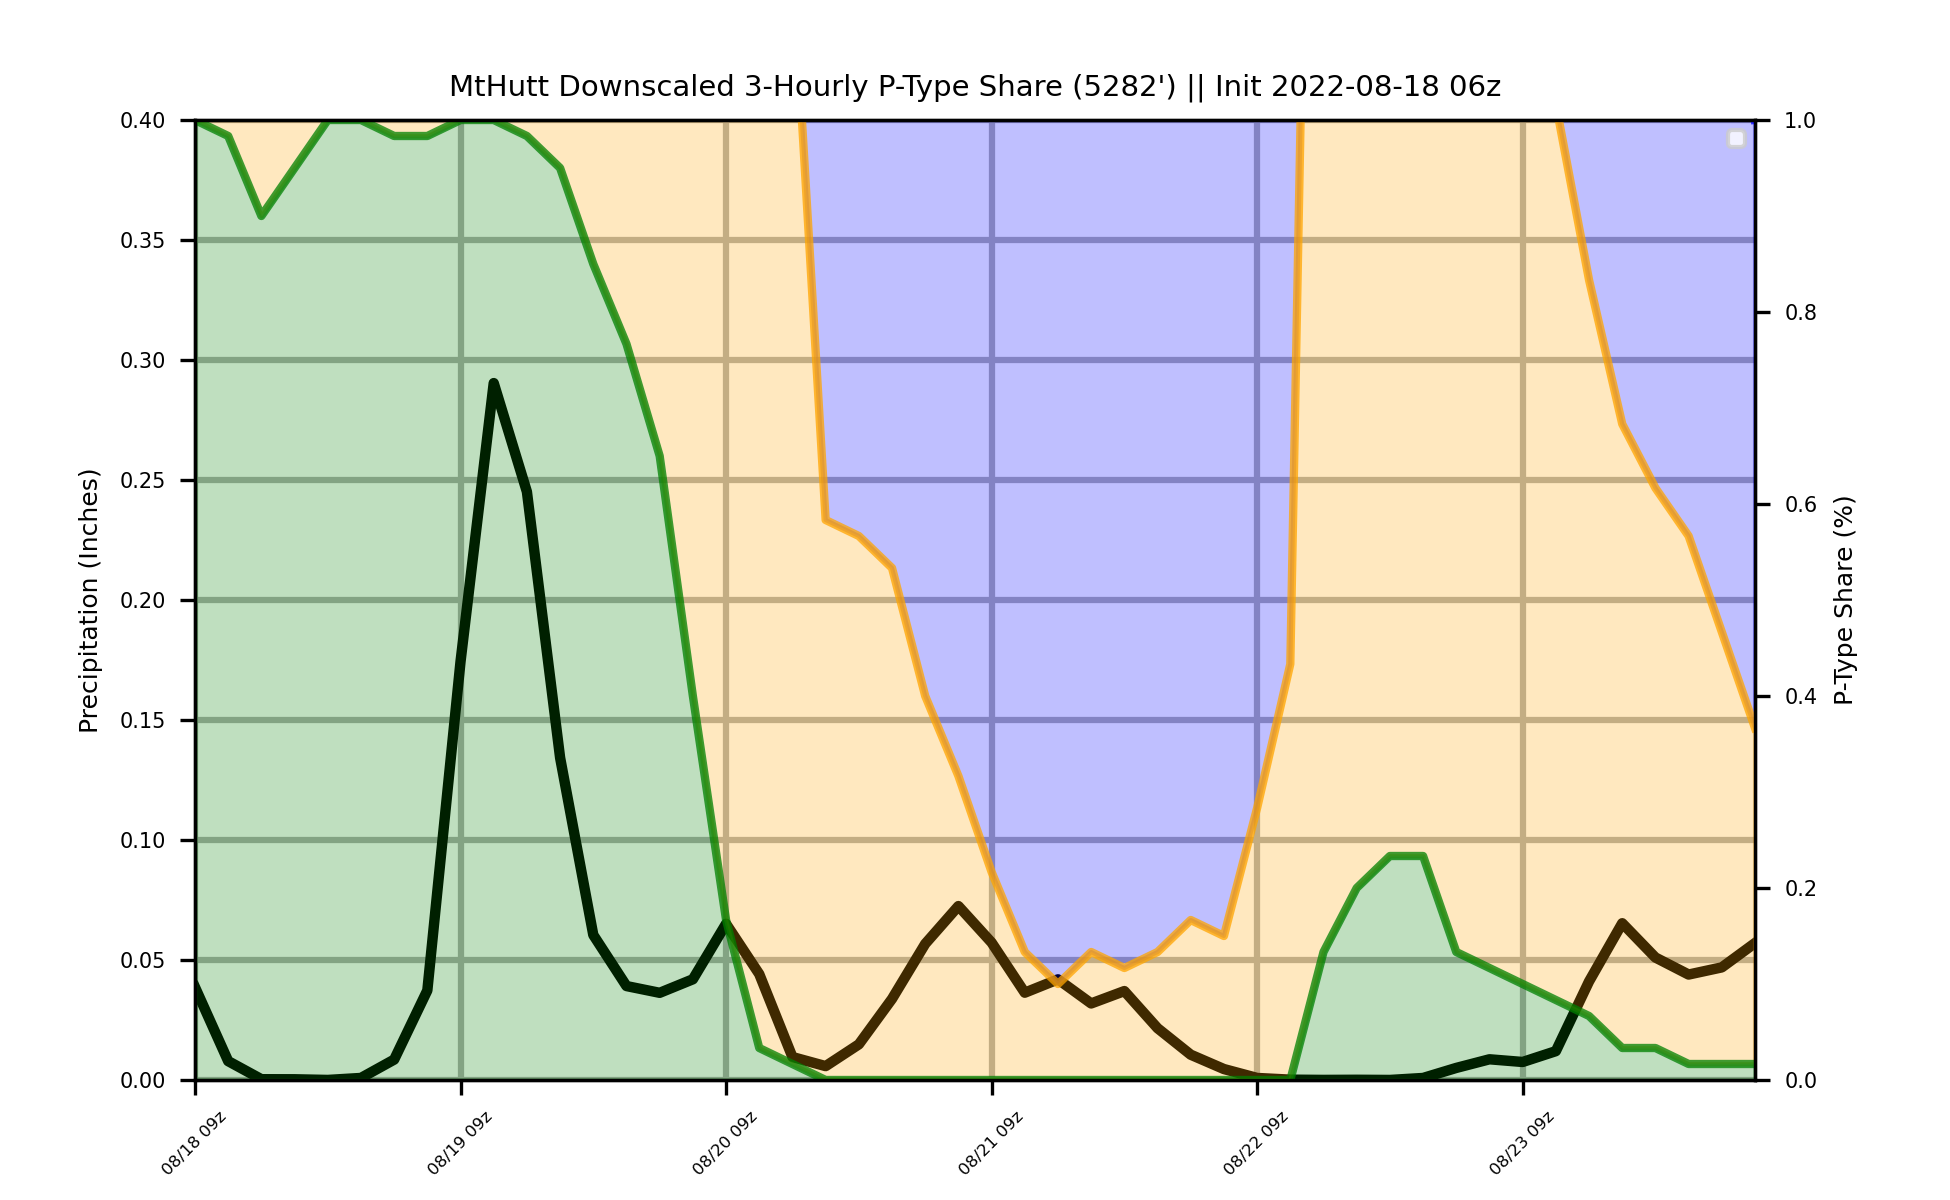 MtHutt Downscaled 3-Hourly P-Type Share (5282') || Init 2022-08-18 06z
0.40
0.35
0.30
0.25
0.20
0.15
0.10
0.05
0.00
Precipitation (Inches)
1.0
0.8
0.6
0.4
0.2
0.0
P-Type Share (%)
08/18 09z
08/19 09z
08/20 09z
08/21 09z
08/22 09z
08/23 09z